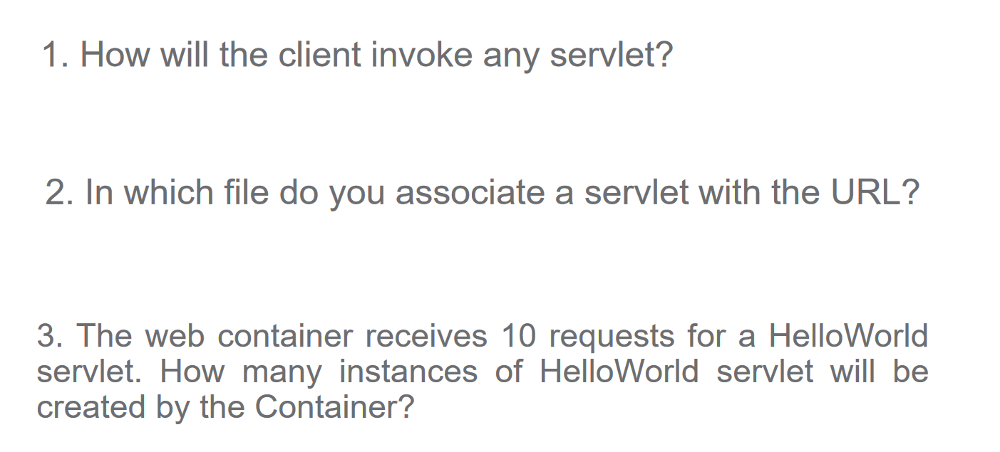 1. How will the client invoke any servlet?
2. In which file do you associate a servlet with the URL?
3. The web container receives 10 requests for a HelloWorld
servlet. How many instances of HelloWorld servlet will be
created by the Container?